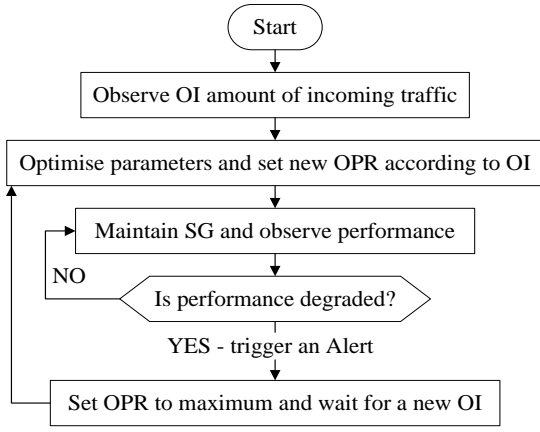 Start
Observe OI amount of incoming traffic
Optimise parameters and set new OPR according to OI
Maintain SG and observe performance
NO
Is performance degraded?
YES - trigger an Alert
Set OPR to maximum and wait for a new OI